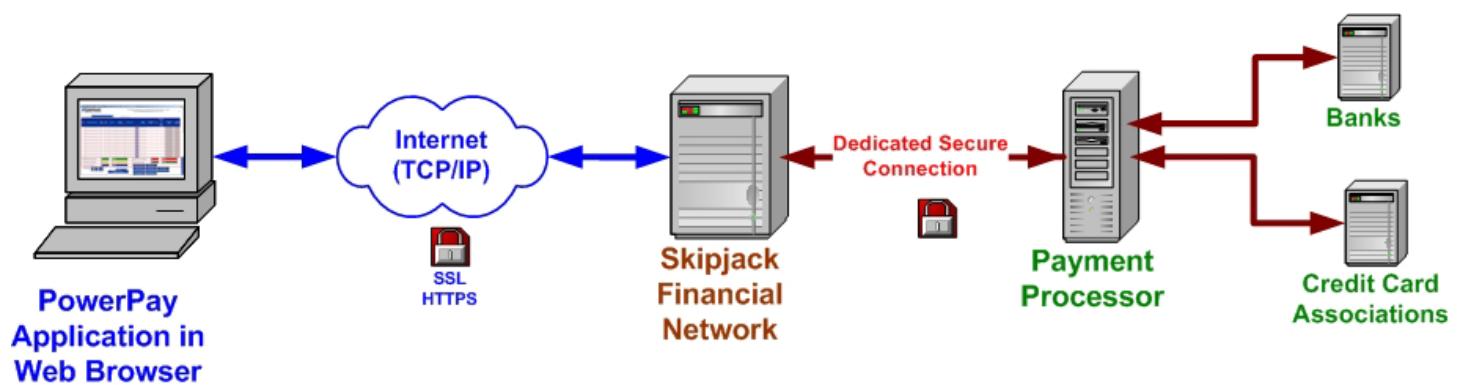 PowerPay
Application in
Web Browser
Internet
(TCP/IP)
SSL
HTTPS
Skipjack
Financial
Network
Dedicated Secure
Connection
Payment
Processor
Banks
Credit Card
Associations